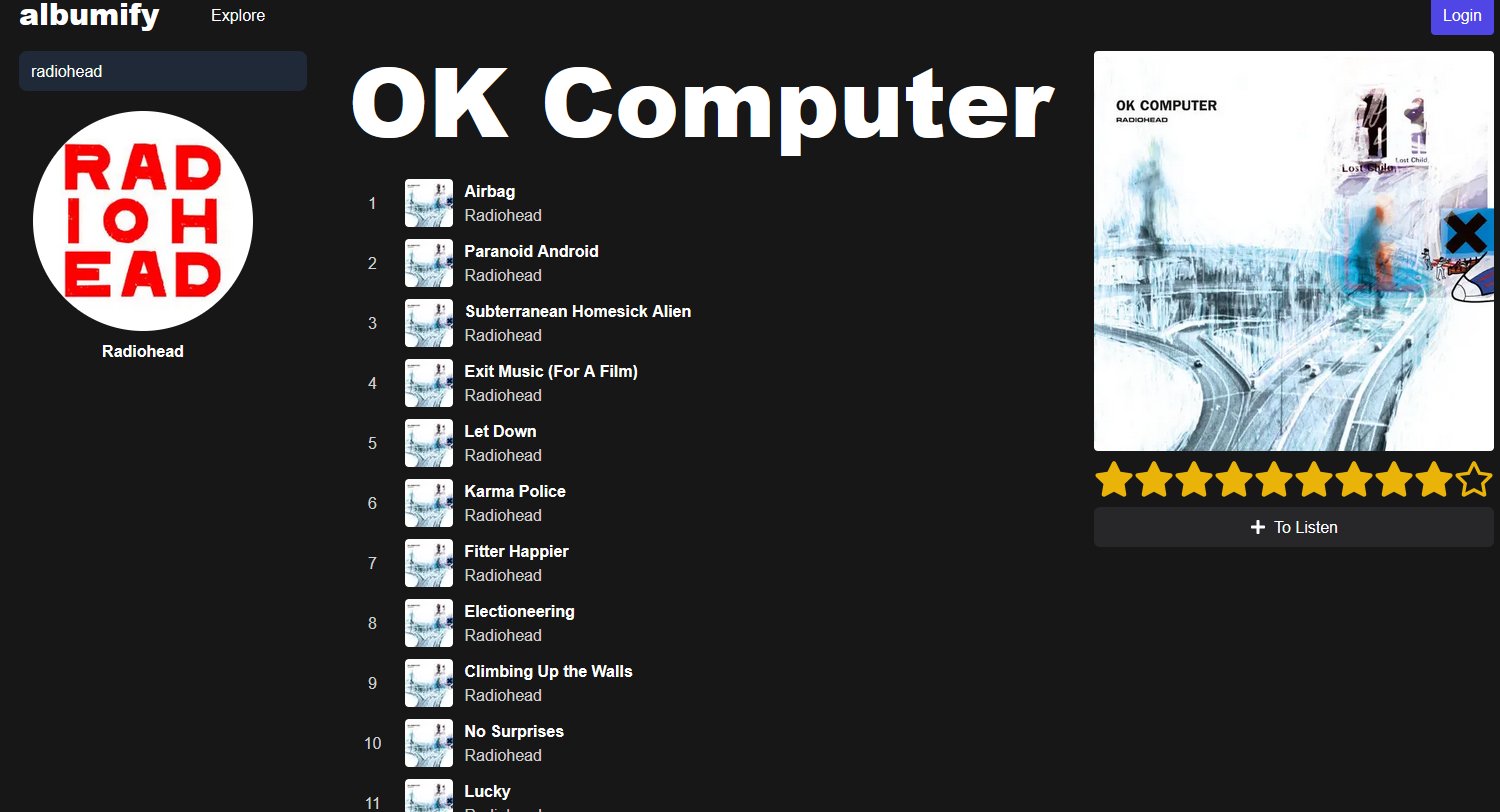 albumify
Explore
Login
radiohead
RAD
IOH
EAD
Radiohead
OK Computer
1
Airbag
Radiohead
2
Paranoid Android
Radiohead
3
Subterranean Homesick Alien
Radiohead
4
Exit Music (For A Film)
Radiohead
5
Let Down
Radiohead
6
Karma Police
Radiohead
7
Fitter Happier
Radiohead
8
Electioneering
Radiohead
9
Climbing Up the Walls
Radiohead
10
No Surprises
Radiohead
11
Lucky
Radiohead
OK COMPUTER
RADIOHEAD
Lost Child
Lost Child
To Listen